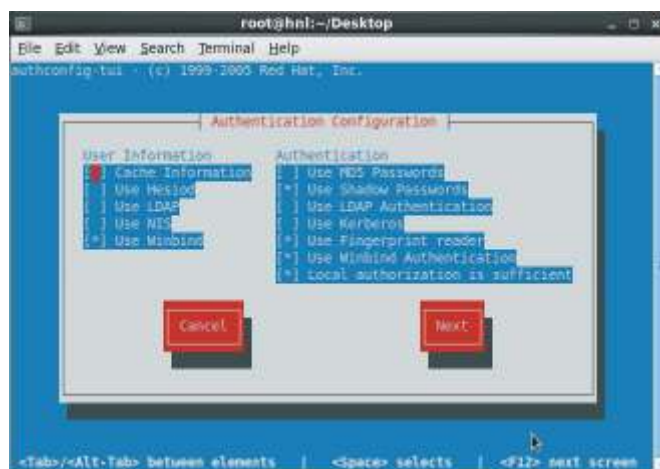 root@hnl:~/Desktop
File Edit View Search Terminal Help
authconfig-tui - (c) 1999-2005 Red Hat, Inc.
Authentication Configuration
User Information
[ ] Cache Information
[ ] Use Hesiod
[ ] Use LDAP
[ ] Use NIS
[*] Use Winbind
Authentication
[ ] Use MD5 Passwords
[*] Use Shadow Passwords
[ ] Use LDAP Authentication
[ ] Use Kerberos
[*] Use Fingerprint reader
[*] Use Winbind Authentication
[*] Local authorization is sufficient
Cancel
Next
<Tab>/<Alt-Tab> between elements | <Space> selects | <F12> next screen